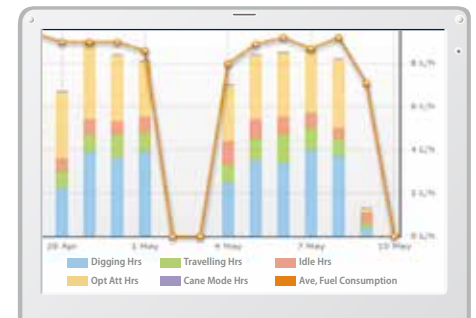 8 L/h
6 L/h
4 L/h
2 L/h
0 L/h
28 Apr 1 May 4 May 7 May 10 May
Digging Hrs Travelling Hrs Idle Hrs
Opt Att Hrs Cane Mode Hrs Ave, Fuel Consumption